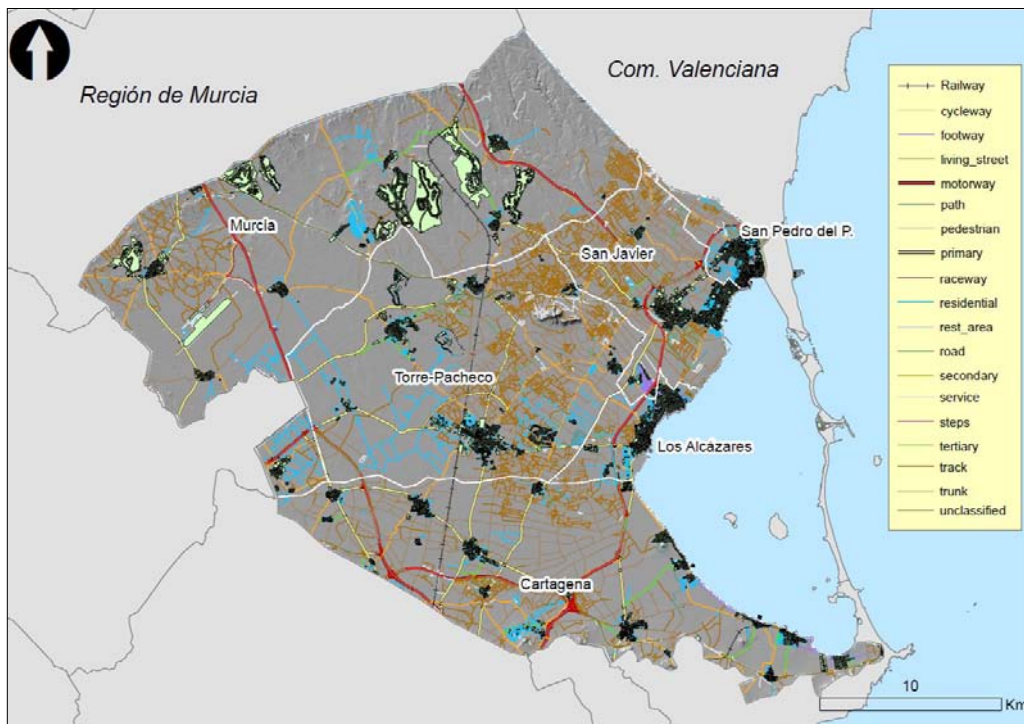 Com. Valenciana
Región de Murcia
Murcia
San Pedro del P.
San Javier
Torre-Pacheco
Los Alcázares
Cartagena
Railway
cycleway
footway
living_street
motorway
path
pedestrian
primary
raceway
residential
rest_area
road
secondary
service
steps
tertiary
track
trunk
unclassified
10
Km